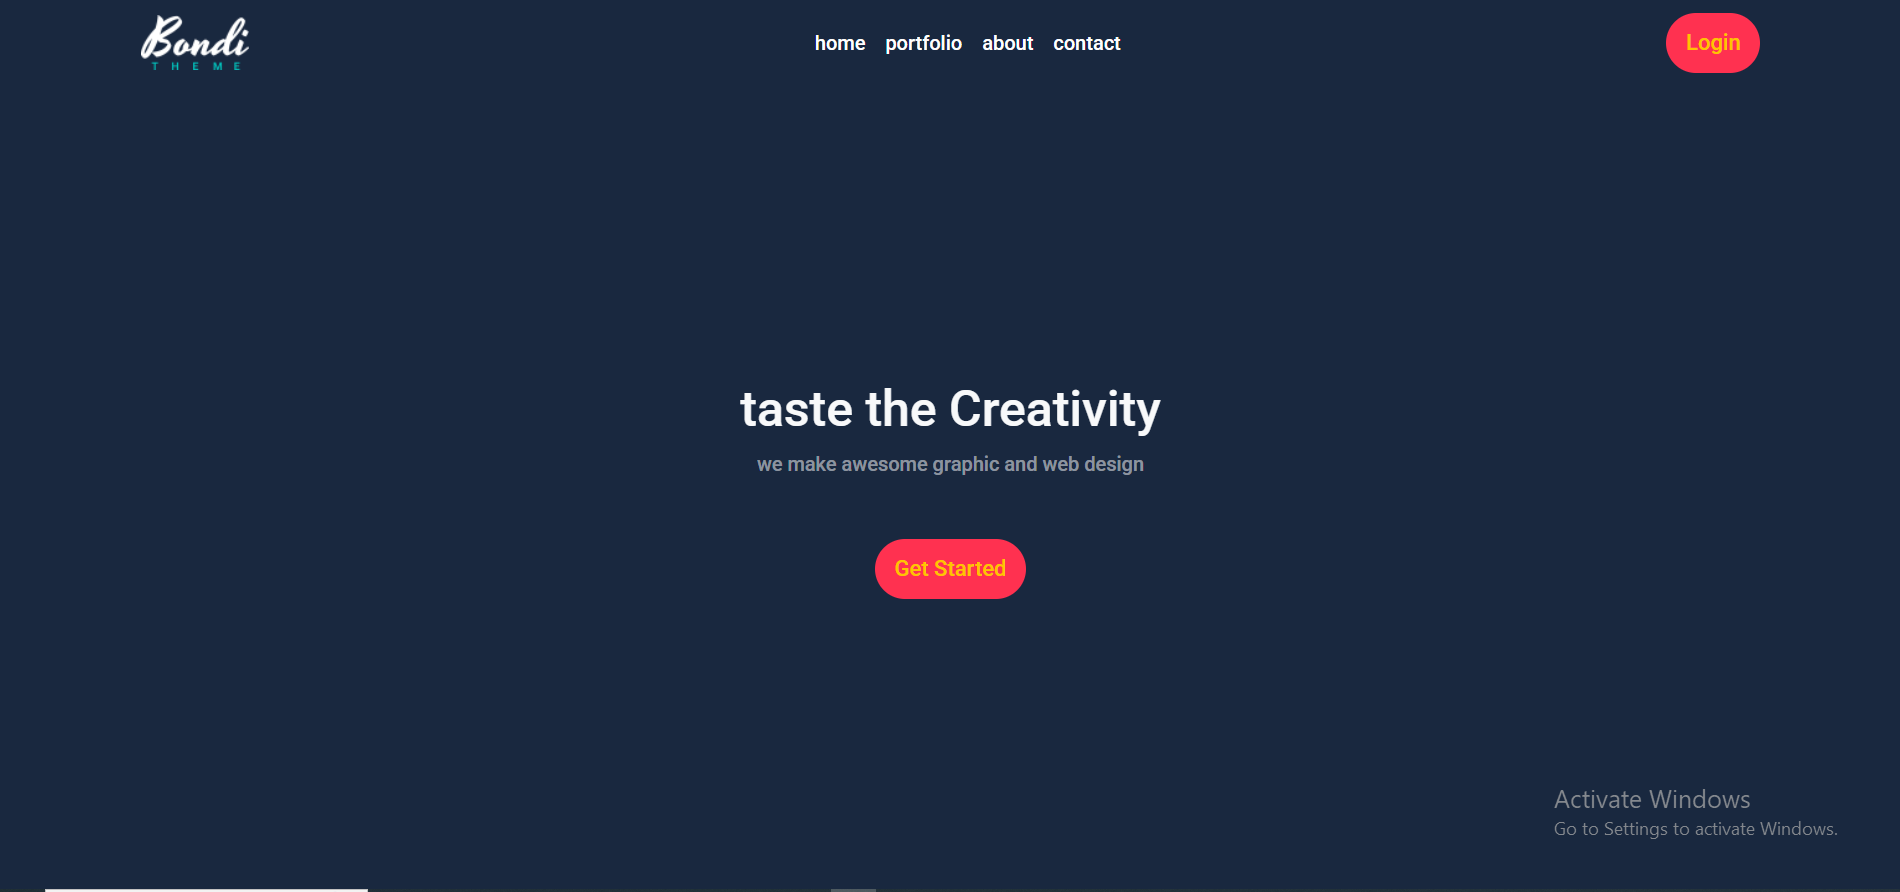 Bondi
THEME
home portfolio about contact
Login
taste the Creativity
we make awesome graphic and web design
Get Started
Activate Windows
Go to Settings to activate Windows.